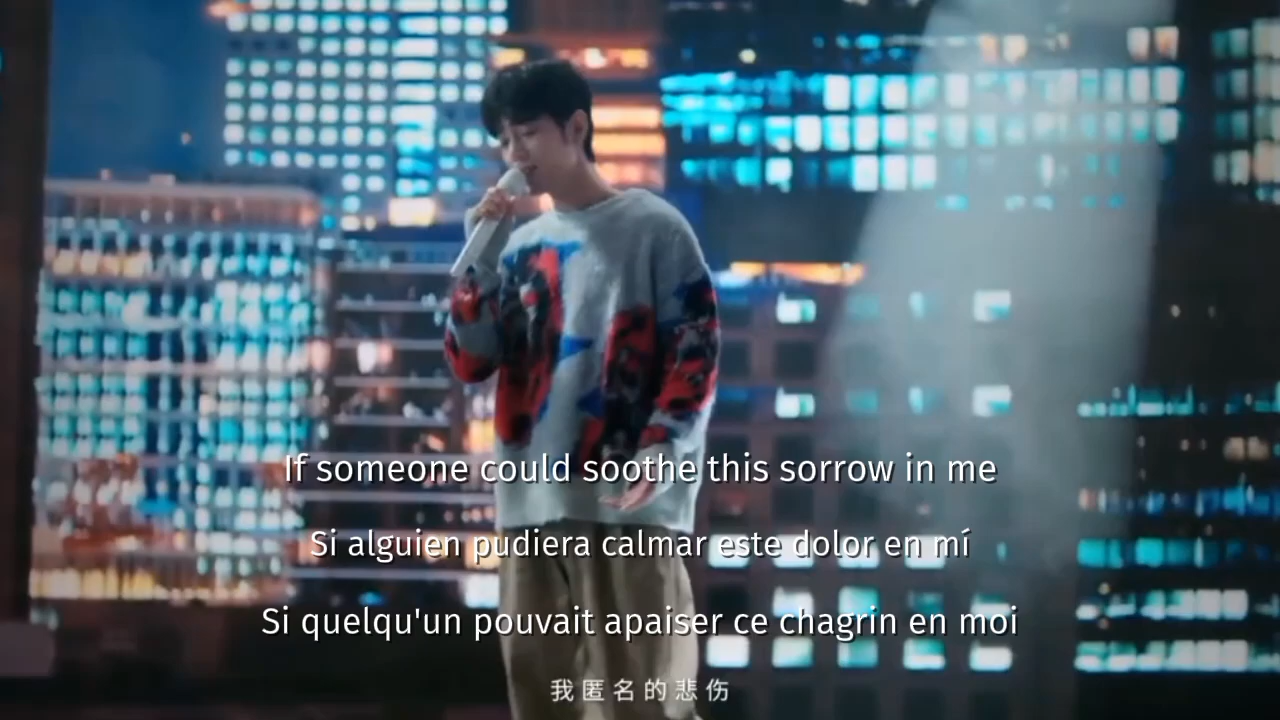 If someone could soothe this sorrow in me
Si alguien pudiera calmar este dolor en mí
Si quelqu'un pouvait apaiser ce chagrin en moi
我匿名的悲伤